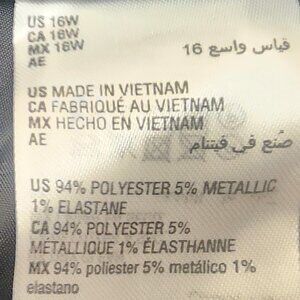 US 16W
CA 16W
MX 16W
AE قياس واسع 16
US MADE IN VIETNAM
CA FABRIQUÉ AU VIETNAM
MX HECHO EN VIETNAM
AE صُنع في فيتنام
US 94% POLYESTER 5% METALLIC
1% ELASTANE
CA 94% POLYESTER 5%
MÉTALLIQUE 1% ÉLASTHANNE
MX 94% poliester 5% metálico 1%
elastano